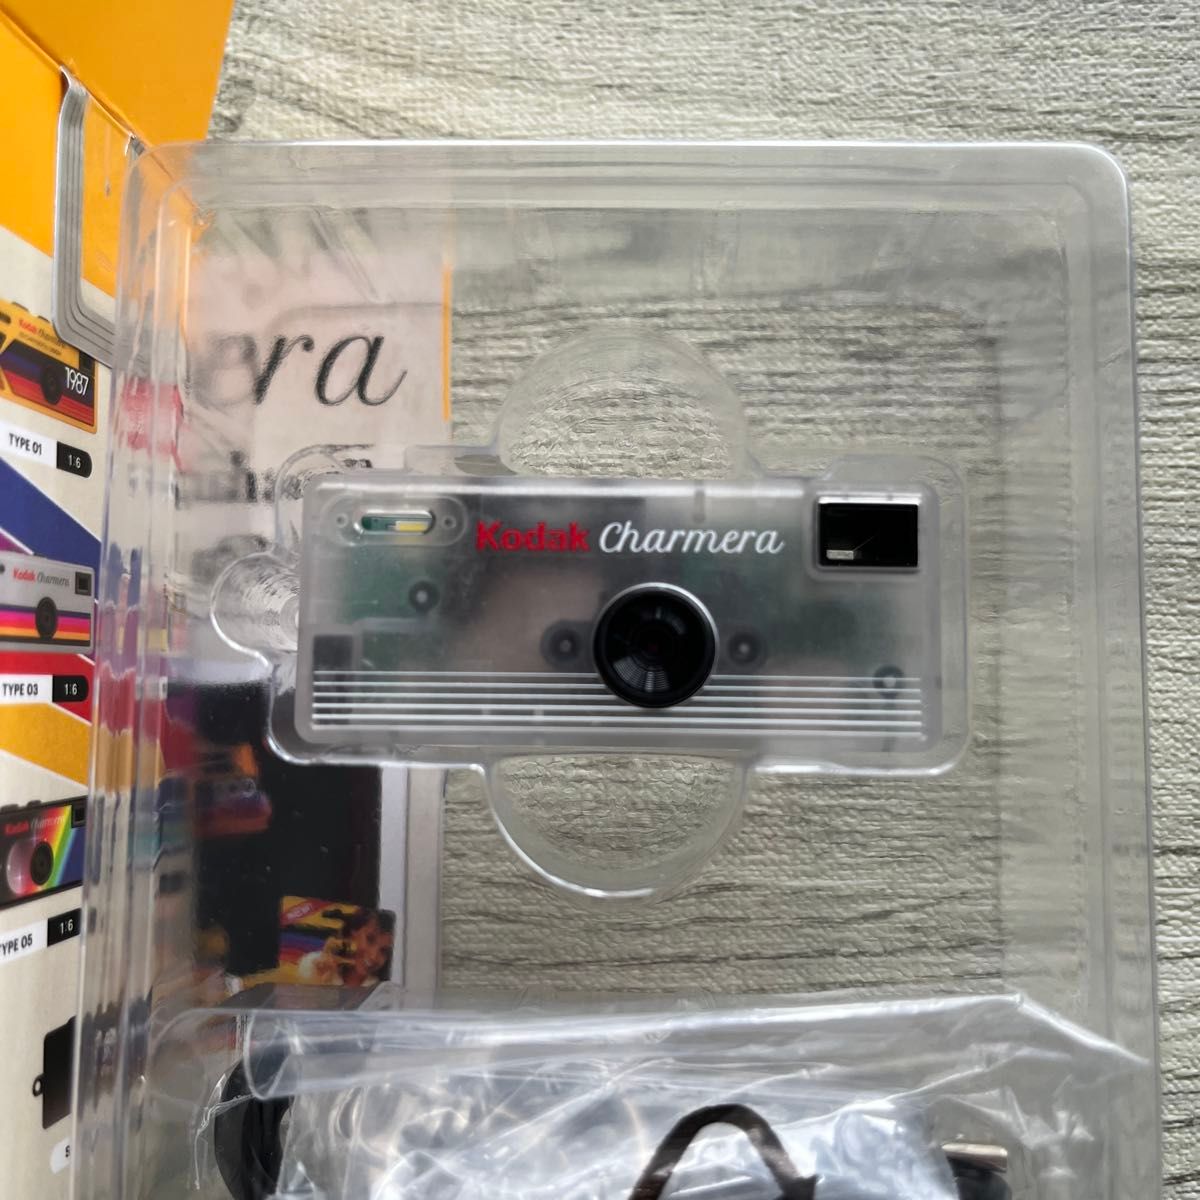 ra
Kodak Charmera
Kodak Charmera
1987
TYPE 01
1:6
Kodak Charmera
TYPE 03
1:6
Kodak Charmera
TYPE 05
1:6